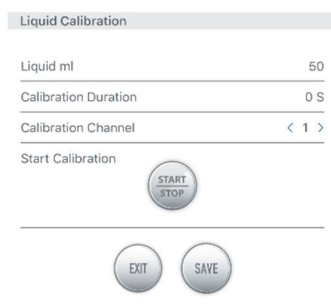 Liquid Calibration
Liquid ml 50
Calibration Duration 0 S
Calibration Channel < 1 >
Start Calibration
START
STOP
EXIT SAVE